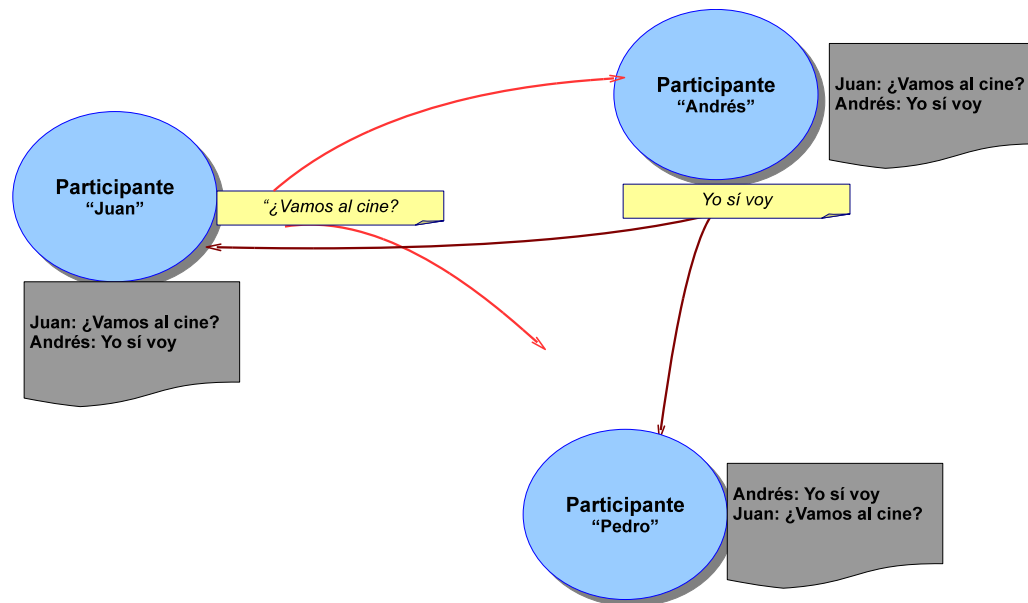 Participante
“Andrés”
Juan: ¿Vamos al cine?
Andrés: Yo sí voy
Participante
“Juan”
“¿Vamos al cine?
Yo sí voy
Juan: ¿Vamos al cine?
Andrés: Yo sí voy
Participante
“Pedro”
Andrés: Yo sí voy
Juan: ¿Vamos al cine?